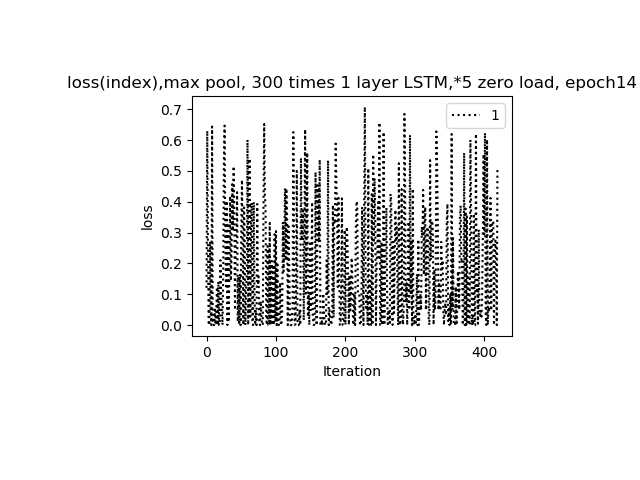 loss(index),max pool, 300 times 1 layer LSTM,*5 zero load, epoch14
0.7
0.6
0.5
0.4
0.3
0.2
0.1
0.0
loss
1
0 100 200 300 400
Iteration